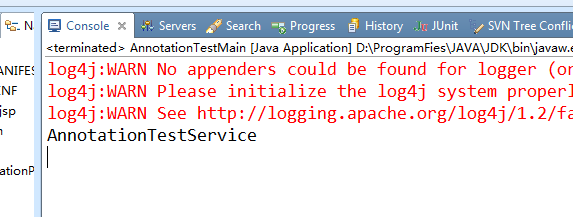 Console
Servers
Search
Progress
History
JUnit
SVN Tree Confli
<terminated> AnnotationTestMain [Java Application] D:\ProgramFies\JAVA\JDK\bin\javaw.e
log4j:WARN No appenders could be found for logger (or
log4j:WARN Please initialize the log4j system properl
log4j:WARN See http://logging.apache.org/log4j/1.2/fa
AnnotationTestService
ANIFES
NF
jsp
ationP